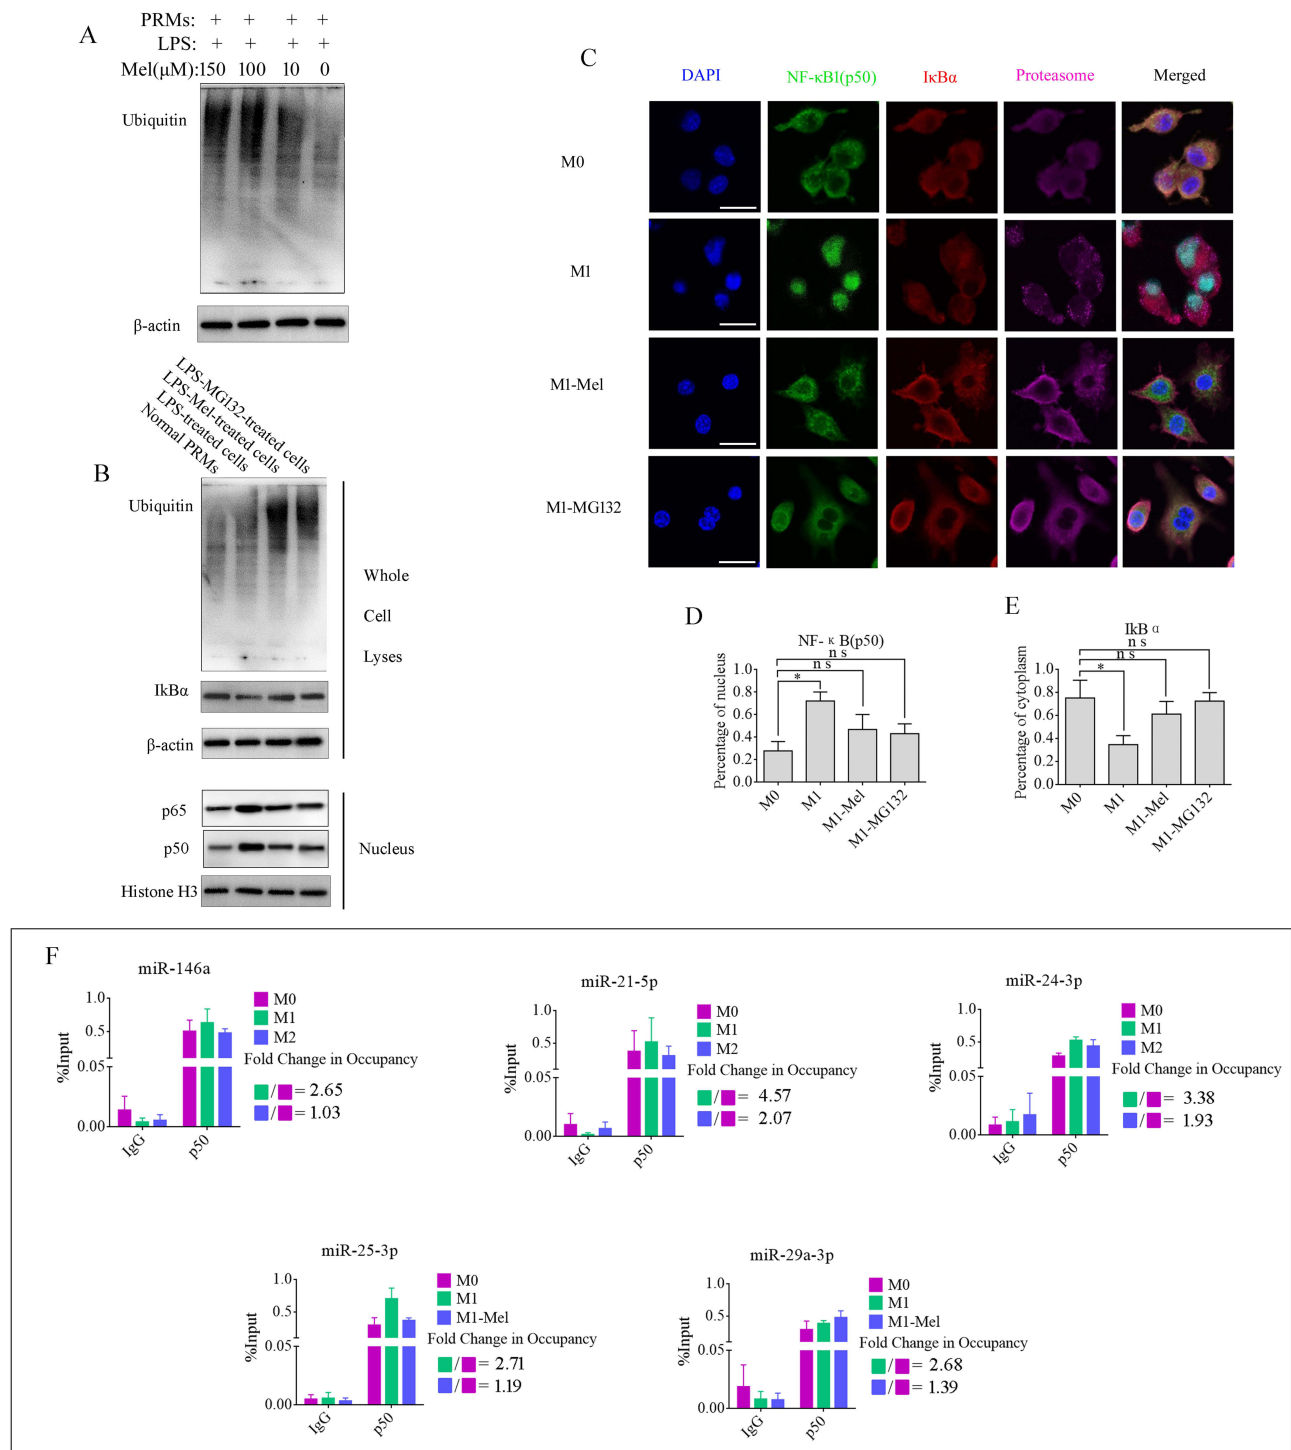 A
PRMs: + + + +
LPS: + + + +
Mel(μM):150 100 10 0
Ubiquitin
β-actin
LPS-MG132-treated cells
LPS-Mel-treated cells
LPS-treated cells
Normal PRMs
B
Ubiquitin
Whole
Cell
Lyses
IkBα
β-actin
p65
p50
Nucleus
Histone H3
C
DAPI NF-κBl(p50) IκBα Proteasome Merged
M0
M1
M1-Mel
M1-MG132
D
NF-κB(p50)
n s
n s
*
Percentage of nucleus
1.0
0.8
0.6
0.4
0.2
0.0
M0 M1 M1-Mel M1-MG132
E
IkBα
n s
n s
*
Percentage of cytoplasm
1.0
0.8
0.6
0.4
0.2
0.0
M0 M1 M1-Mel M1-MG132
F
miR-146a
%Input
1.0
0.5
0.05
0.00
IgG p50
M0
M1
M2
Fold Change in Occupancy
/ = 2.65
/ = 1.03
miR-21-5p
%Input
1.0
0.5
0.05
0.00
IgG p50
M0
M1
M2
Fold Change in Occupancy
/ = 4.57
/ = 2.07
miR-24-3p
%Input
1.0
0.5
0.05
0.00
IgG p50
M0
M1
M2
Fold Change in Occupancy
/ = 3.38
/ = 1.93
miR-25-3p
%Input
1.0
0.5
0.05
0.00
IgG p50
M0
M1
M1-Mel
Fold Change in Occupancy
/ = 2.71
/ = 1.19
miR-29a-3p
%Input
1.0
0.5
0.05
0.00
IgG p50
M0
M1
M1-Mel
Fold Change in Occupancy
/ = 2.68
/ = 1.39